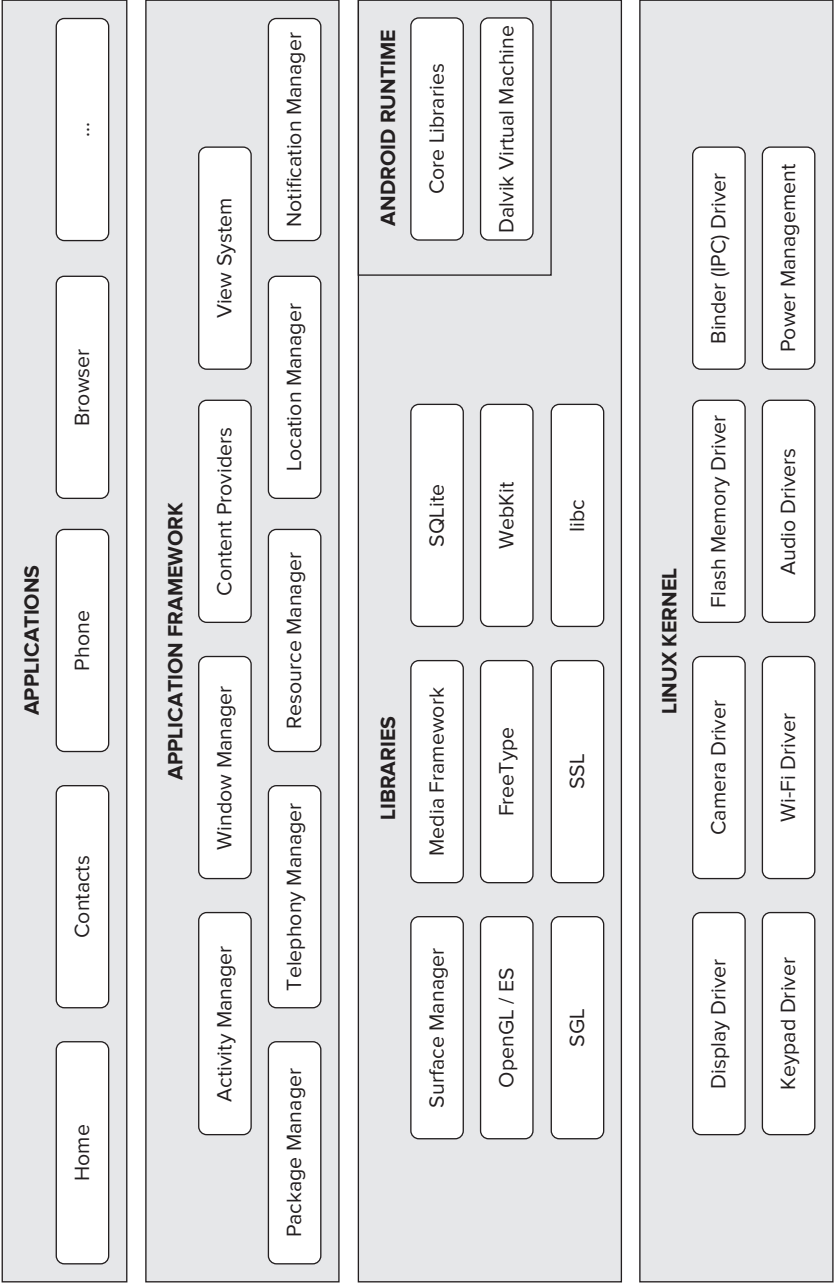 APPLICATIONS
Home
Contacts
Phone
Browser
...
APPLICATION FRAMEWORK
Activity Manager
Window Manager
Content Providers
View System
Package Manager
Telephony Manager
Resource Manager
Location Manager
Notification Manager
LIBRARIES
Surface Manager
Media Framework
SQLite
OpenGL / ES
FreeType
WebKit
SGL
SSL
libc
ANDROID RUNTIME
Core Libraries
Dalvik Virtual Machine
LINUX KERNEL
Display Driver
Camera Driver
Flash Memory Driver
Binder (IPC) Driver
Keypad Driver
Wi-Fi Driver
Audio Drivers
Power Management